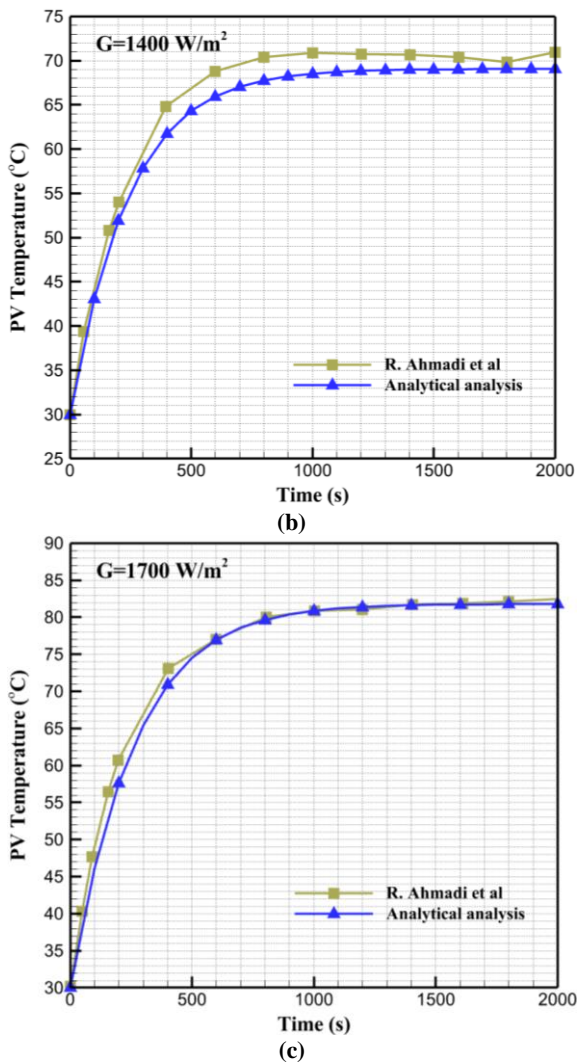 75
70
65
60
55
50
45
40
35
30
25
PV Temperature (°C)
G=1400 W/m²
R. Ahmadi et al
Analytical analysis
0 500 1000 1500 2000
Time (s)
(b)
90
85
80
75
70
65
60
55
50
45
40
35
30
PV Temperature (°C)
G=1700 W/m²
R. Ahmadi et al
Analytical analysis
0 500 1000 1500 2000
Time (s)
(c)